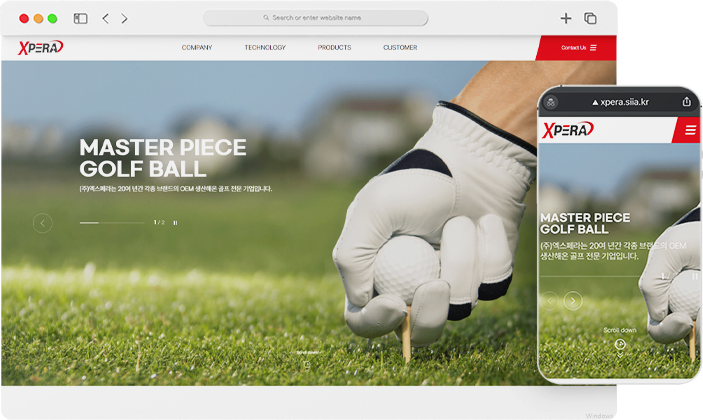 Search or enter website name
XPERA
COMPANY
TECHNOLOGY
PRODUCTS
CUSTOMER
Contact Us
MASTER PIECE
GOLF BALL
(주)엑스페라는 20여 년간 각종 브랜드의 OEM 생산해온 골프 전문 기업입니다.
1 / 2
Scroll down
xpera.siia.kr
XPERA
MASTER PIECE
GOLF BALL
(주)엑스페라는 20여 년간 각종 브랜드의 OEM
생산해온 골프 전문 기업입니다.
1
Scroll down
Windows